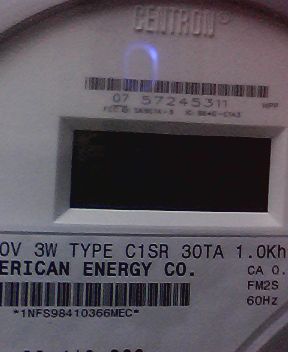 CENTRON®
07 57245311
0V 3W TYPE C1SR 30TA 1.0Kh
ERICAN ENERGY CO.
CA 0.
FM2S
60Hz
*1NFS98410366MEC*